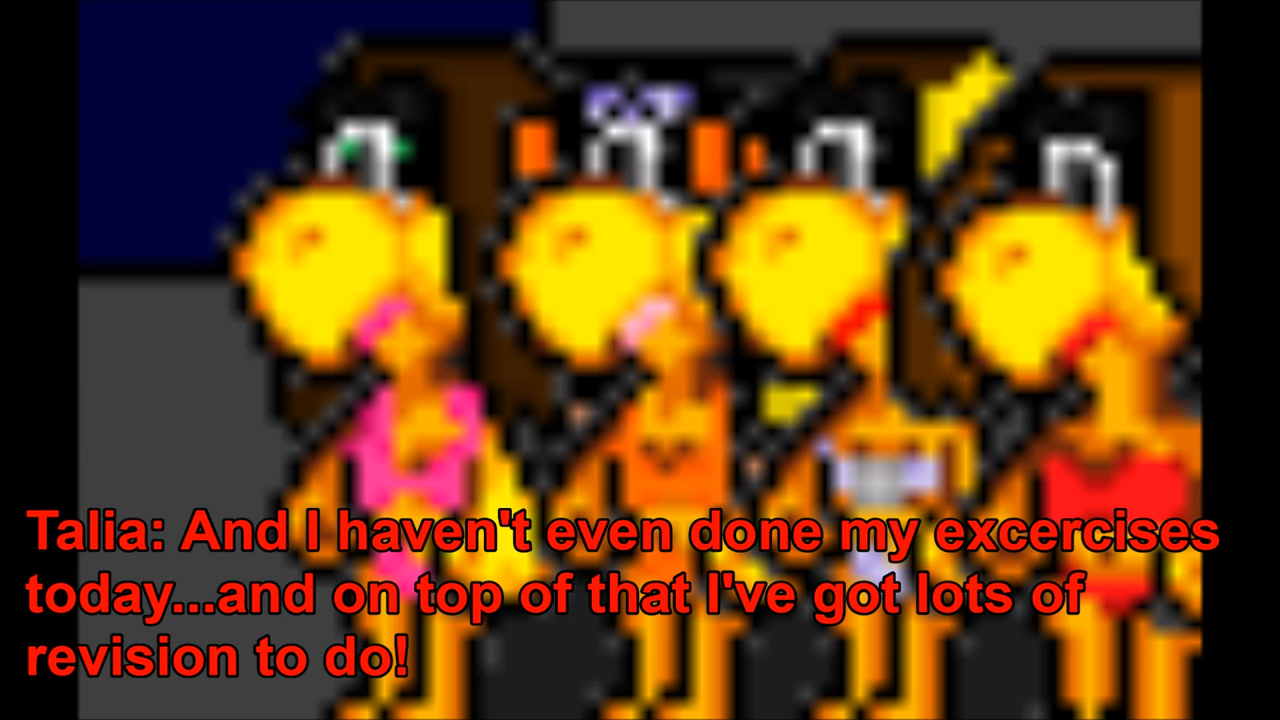 Talia: And I haven't even done my excercises
today...and on top of that I've got lots of
revision to do!